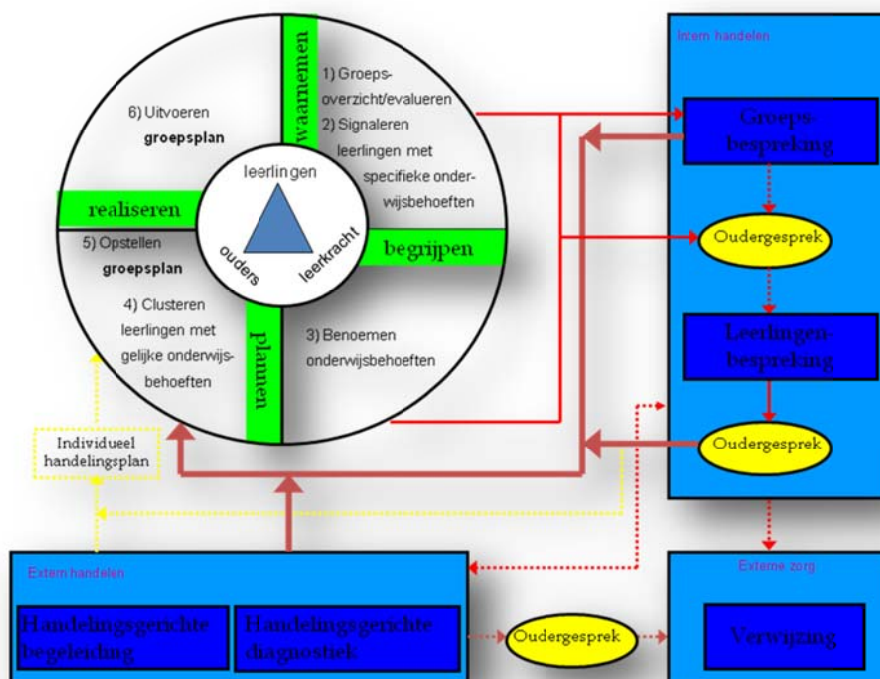 waarnemen
1) Groeps-
overzicht/evalueren
2) Signaleren
leerlingen met
specifieke onder-
wijsbehoeften
begrijpen
3) Benoemen
onderwijsbehoeften
plannen
4) Clusteren
leerlingen met
gelijke onderwijs-
behoeften
5) Opstellen
groepsplan
realiseren
6) Uitvoeren
groepsplan
leerlingen
ouders
leerkracht
Intern handelen
Groeps-
bespreking
Oudergesprek
Leerlingen-
bespreking
Oudergesprek
Individueel
handelingsplan
Extern handelen
Handelingsgerichte
begeleiding
Handelingsgerichte
diagnostiek
Oudergesprek
Externe zorg
Verwijzing